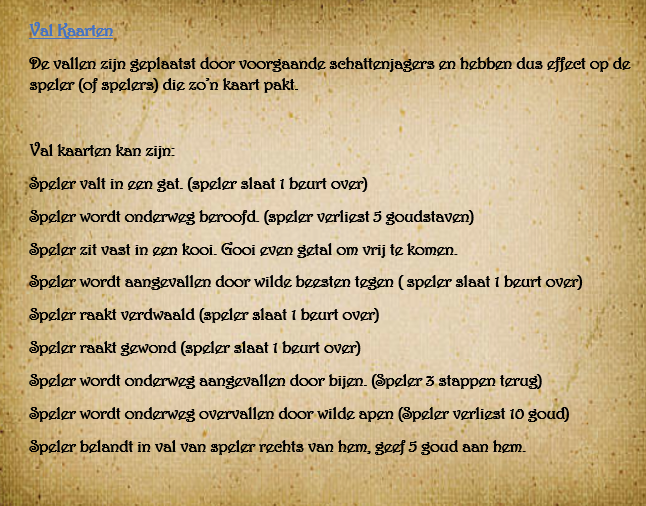 Val Kaarten
De vallen zijn geplaatst door voorgaande schattenjagers en hebben dus effect op de
speler (of spelers) die zo'n kaart pakt.
Val kaarten kan zijn:
Speler valt in een gat. (speler slaat 1 beurt over)
Speler wordt onderweg beroofd. (speler verliest 5 goudstaven)
Speler zit vast in een kooi. Gooi even getal om vrij te komen.
Speler wordt aangevallen door wilde beesten tegen ( speler slaat 1 beurt over)
Speler raakt verdwaald (speler slaat 1 beurt over)
Speler raakt gewond (speler slaat 1 beurt over)
Speler wordt onderweg aangevallen door bijen. (Speler 3 stappen terug)
Speler wordt onderweg overvallen door wilde apen (Speler verliest 10 goud)
Speler belandt in val van speler rechts van hem, geef 5 goud aan hem.